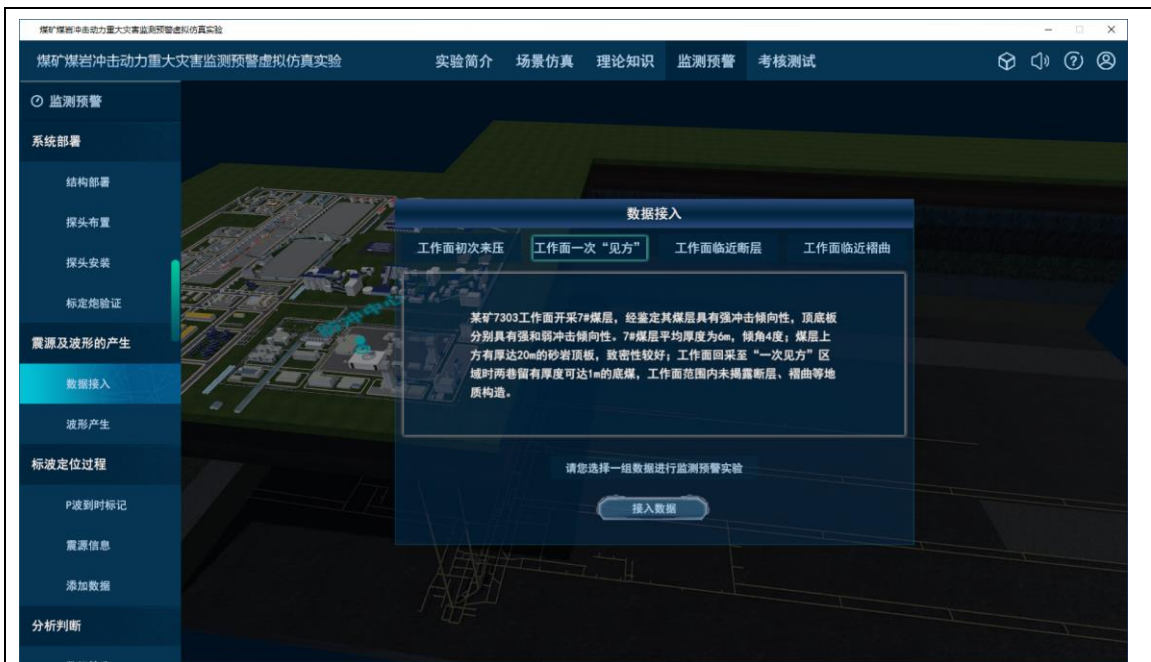 煤矿煤岩冲击动力重大灾害监测预警虚拟仿真实验
煤矿煤岩冲击动力重大灾害监测预警虚拟仿真实验
实验简介 场景仿真 理论知识 监测预警 考核测试
监测预警
系统部署
结构部署
探头布置
探头安装
标定炮验证
震源及波形的产生
数据接入
波形产生
标波定位过程
P波到时标记
震源信息
添加数据
分析判断
数据接入
工作面初次来压 工作面一次“见方” 工作面临近断层 工作面临近褶曲
某矿7303工作面开采7#煤层，经鉴定其煤层具有强冲击倾向性，顶底板
分别具有强和弱冲击倾向性。7#煤层平均厚度为6m，倾角4度；煤层上
方有厚达20m的砂岩顶板，致密性较好；工作面回采至“一次见方”区
域时两巷留有厚度可达1m的底煤，工作面范围内未揭露断层、褶曲等地
质构造。
请您选择一组数据进行监测预警实验
接入数据